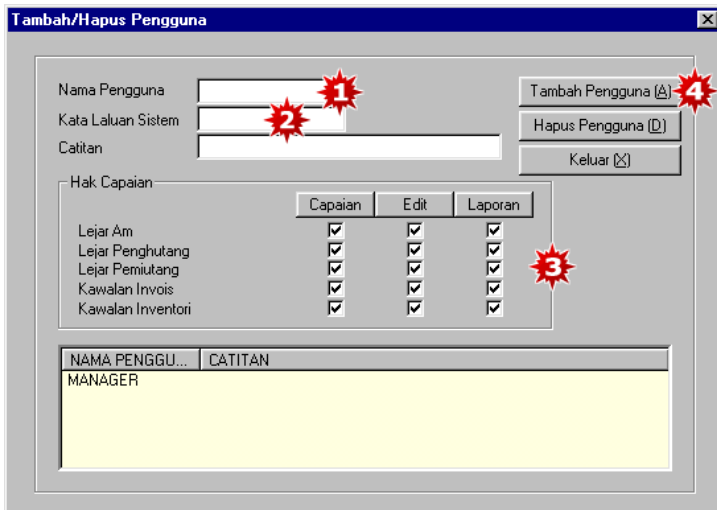 Tambah/Hapus Pengguna
Nama Pengguna 1 Tambah Pengguna (A) 4
Kata Laluan Sistem 2 Hapus Pengguna (D)
Catitan Keluar (X)
Hak Capaian
Capaian Edit Laporan
Lejar Am
Lejar Penghutang
Lejar Pemiutang 3
Kawalan Invois
Kawalan Inventori
NAMA PENGGU... CATITAN
MANAGER